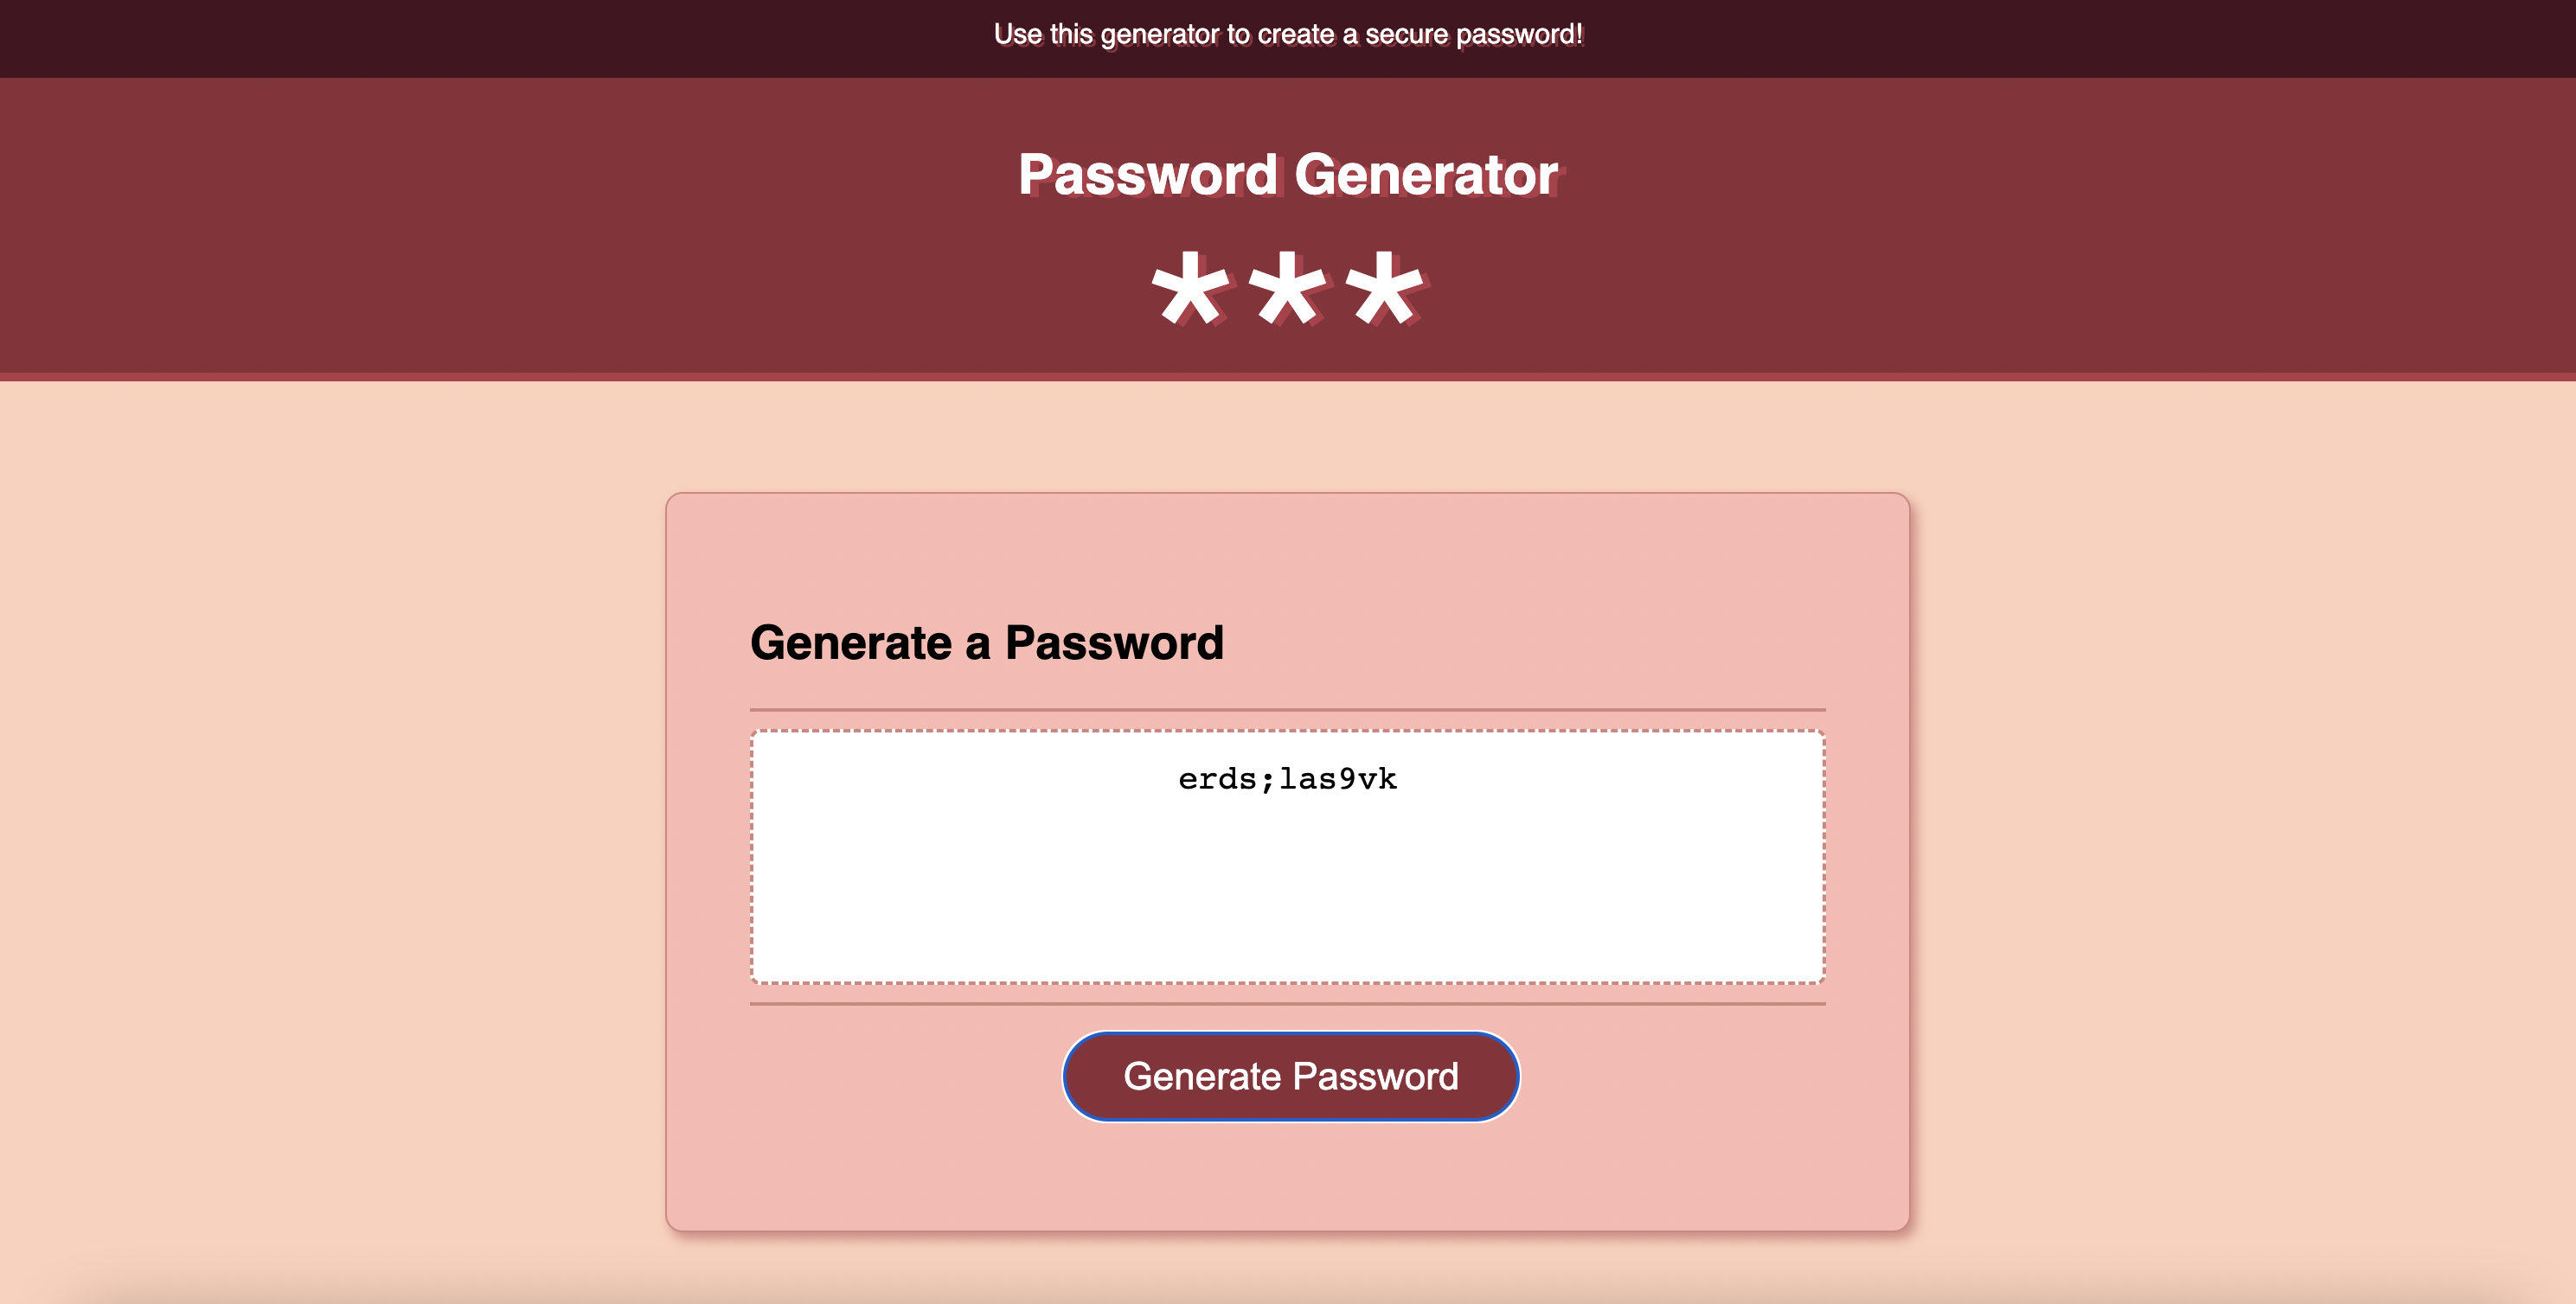 Use this generator to create a secure password!
Password Generator
***
Generate a Password
erds;las9vk
Generate Password